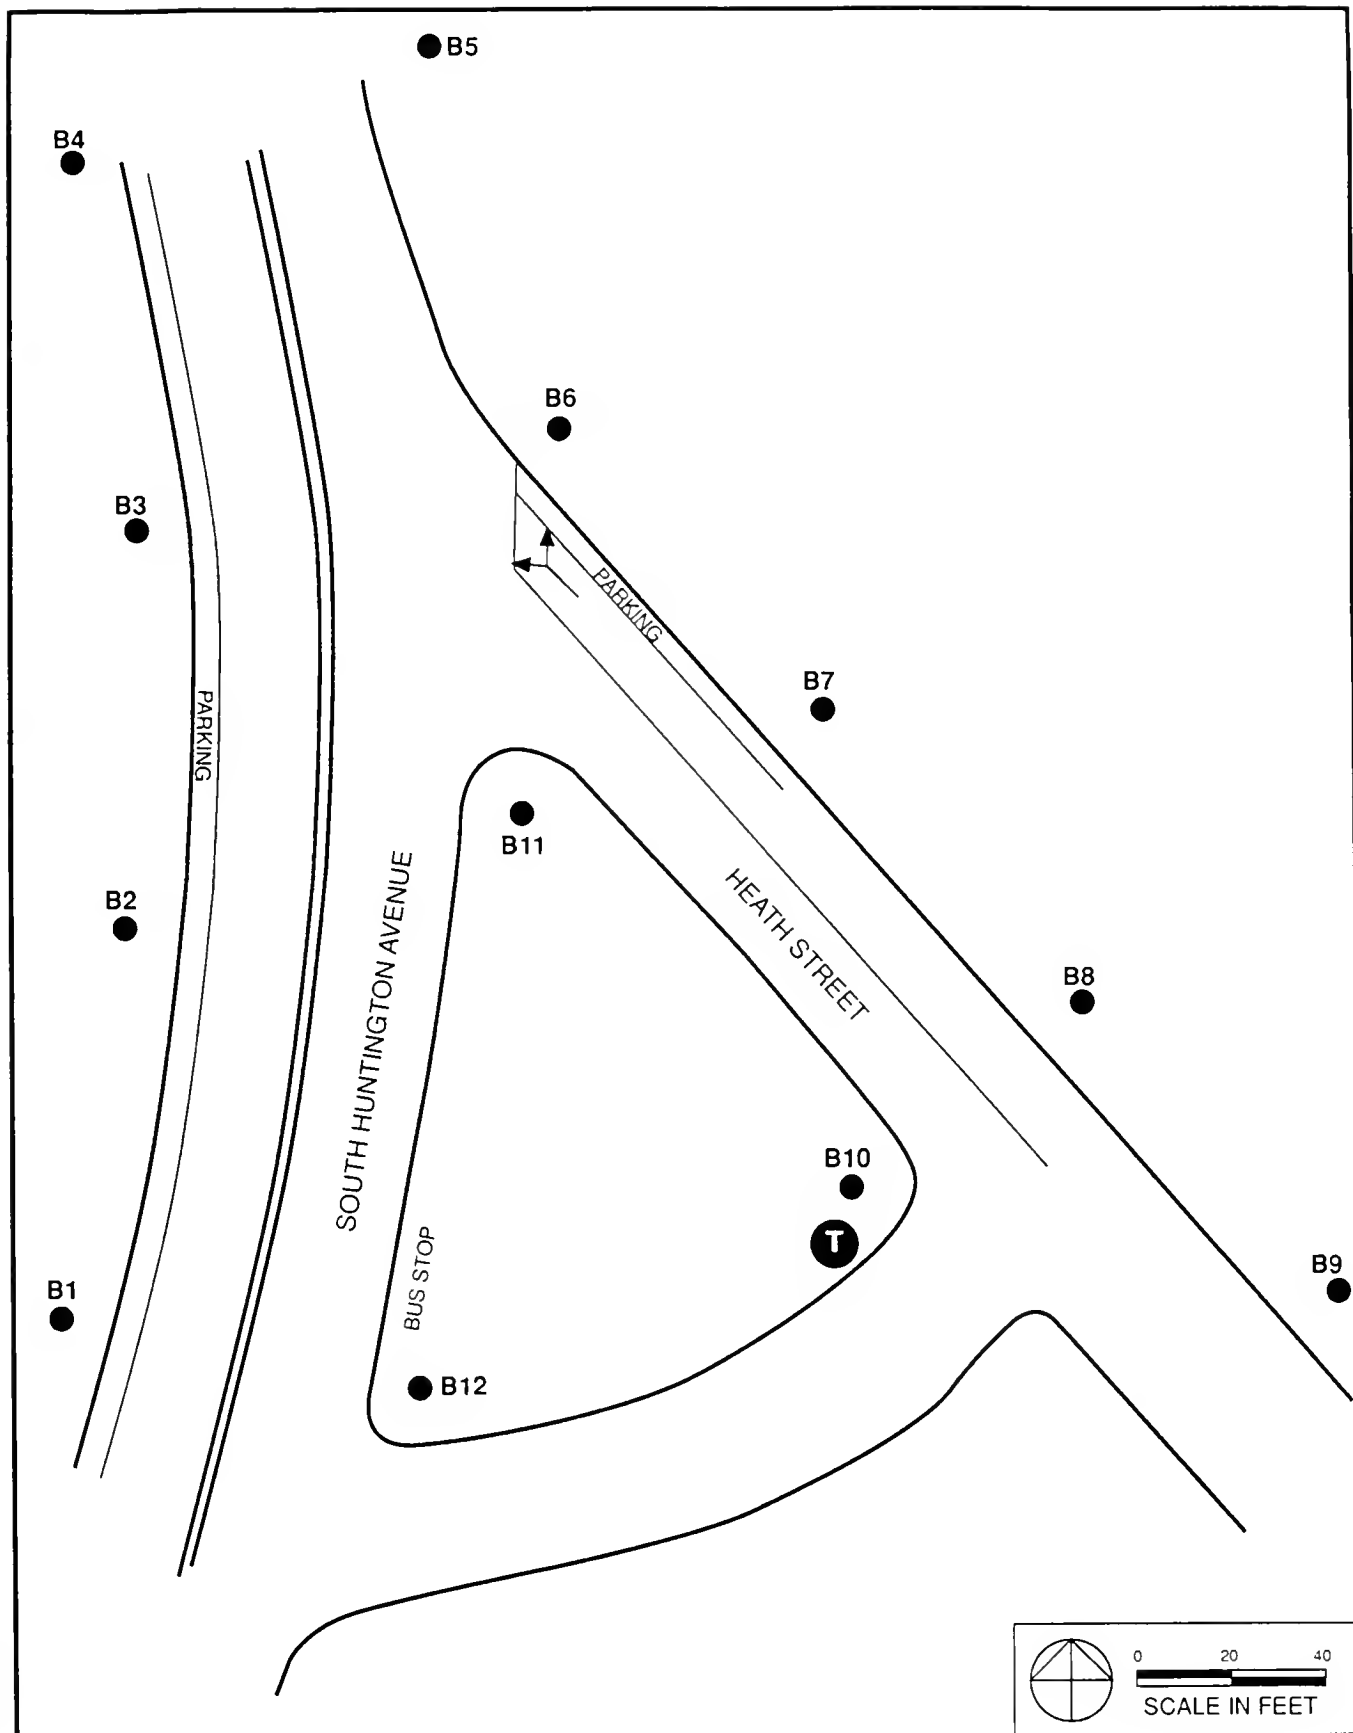 B5
B4
B6
B3
PARKING
B7
PARKING
B11
SOUTH HUNTINGTON AVENUE
HEATH STREET
B2
B8
B10
T
BUS STOP
B9
B1
B12
0 20 40
SCALE IN FEET